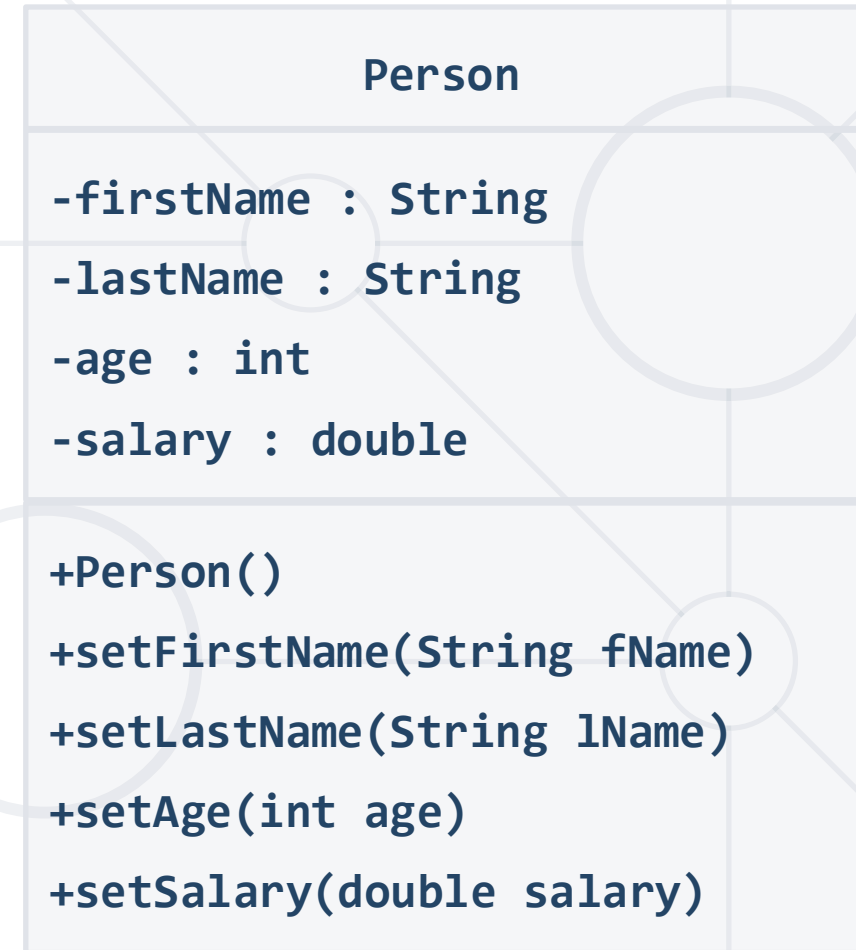 Person
-firstName : String
-lastName : String
-age : int
-salary : double
+Person()
+setFirstName(String fName)
+setLastName(String lName)
+setAge(int age)
+setSalary(double salary)